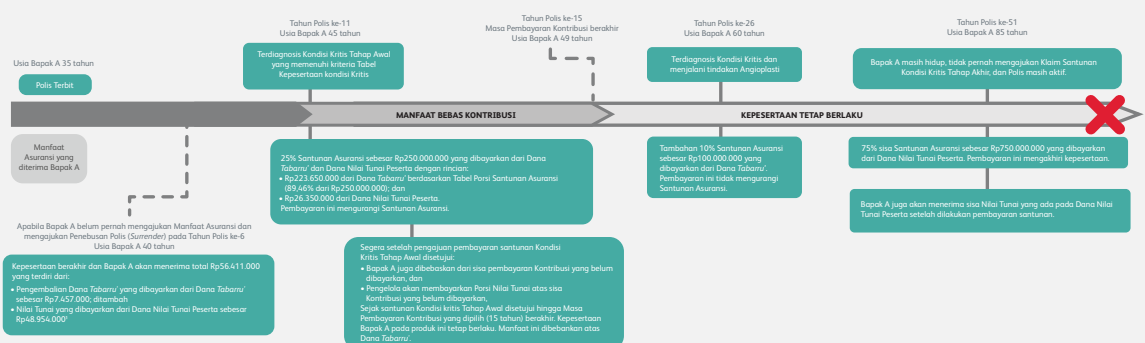 Usia Bapak A 35 tahun
Polis Terbit
Manfaat
Asuransi yang
diterima Bapak A
Apabila Bapak A belum pernah mengajukan Manfaat Asuransi dan
mengajukan Penebusan Polis (Surrender) pada Tahun Polis ke-6
Usia Bapak A 40 tahun
Kepesertaan berakhir dan Bapak A akan menerima total Rp56.411.000
yang terdiri dari:
• Pengembalian Dana Tabarru' yang dibayarkan dari Dana Tabarru'
sebesar Rp7.457.000; ditambah
• Nilai Tunai yang dibayarkan dari Dana Nilai Tunai Peserta sebesar
Rp48.954.000
Tahun Polis ke-11
Usia Bapak A 45 tahun
Terdiagnosis Kondisi Kritis Tahap Awal
yang memenuhi kriteria Tabel
Kepesertaan kondisi Kritis
MANFAAT BEBAS KONTRIBUSI
25% Santunan Asuransi sebesar Rp250.000.000 yang dibayarkan dari Dana
Tabarru' dan Dana Nilai Tunai Peserta dengan rincian:
• Rp223.650.000 dari Dana Tabarru' berdasarkan Tabel Porsi Santunan Asuransi
(89,46% dari Rp250.000.000); dan
• Rp26.350.000 dari Dana Nilai Tunai Peserta.
Pembayaran ini mengurangi Santunan Asuransi.
Segera setelah pengajuan pembayaran santunan Kondisi
Kritis Tahap Awal disetujui:
• Bapak A juga dibebaskan dari sisa pembayaran Kontribusi yang belum
dibayarkan, dan
• Pengelola akan membayarkan Porsi Nilai Tunai atas sisa
Kontribusi yang belum dibayarkan,
Sejak santunan Kondisi kritis Tahap Awal disetujui hingga Masa
Pembayaran Kontribusi yang dipilih (15 tahun) berakhir. Kepesertaan
Bapak A pada produk ini tetap berlaku. Manfaat ini dibebankan atas
Dana Tabarru'.
Tahun Polis ke-15
Masa Pembayaran Kontribusi berakhir
Usia Bapak A 49 tahun
Tahun Polis ke-26
Usia Bapak A 60 tahun
Terdiagnosis Kondisi Kritis dan
menjalani tindakan Angioplasti
KEPESERTAAN TETAP BERLAKU
Tambahan 10% Santunan Asuransi
sebesar Rp100.000.000 yang
dibayarkan dari Dana Tabarru'.
Pembayaran ini tidak mengurangi
Santunan Asuransi.
Tahun Polis ke-51
Usia Bapak A 85 tahun
Bapak A masih hidup, tidak pernah mengajukan Klaim Santunan
Kondisi Kritis Tahap Akhir, dan Polis masih aktif.
75% sisa Santunan Asuransi sebesar Rp750.000.000 yang dibayarkan
dari Dana Nilai Tunai Peserta. Pembayaran ini mengakhiri kepesertaan.
Bapak A juga akan menerima sisa Nilai Tunai yang ada pada Dana Nilai
Tunai Peserta setelah dilakukan pembayaran santunan.